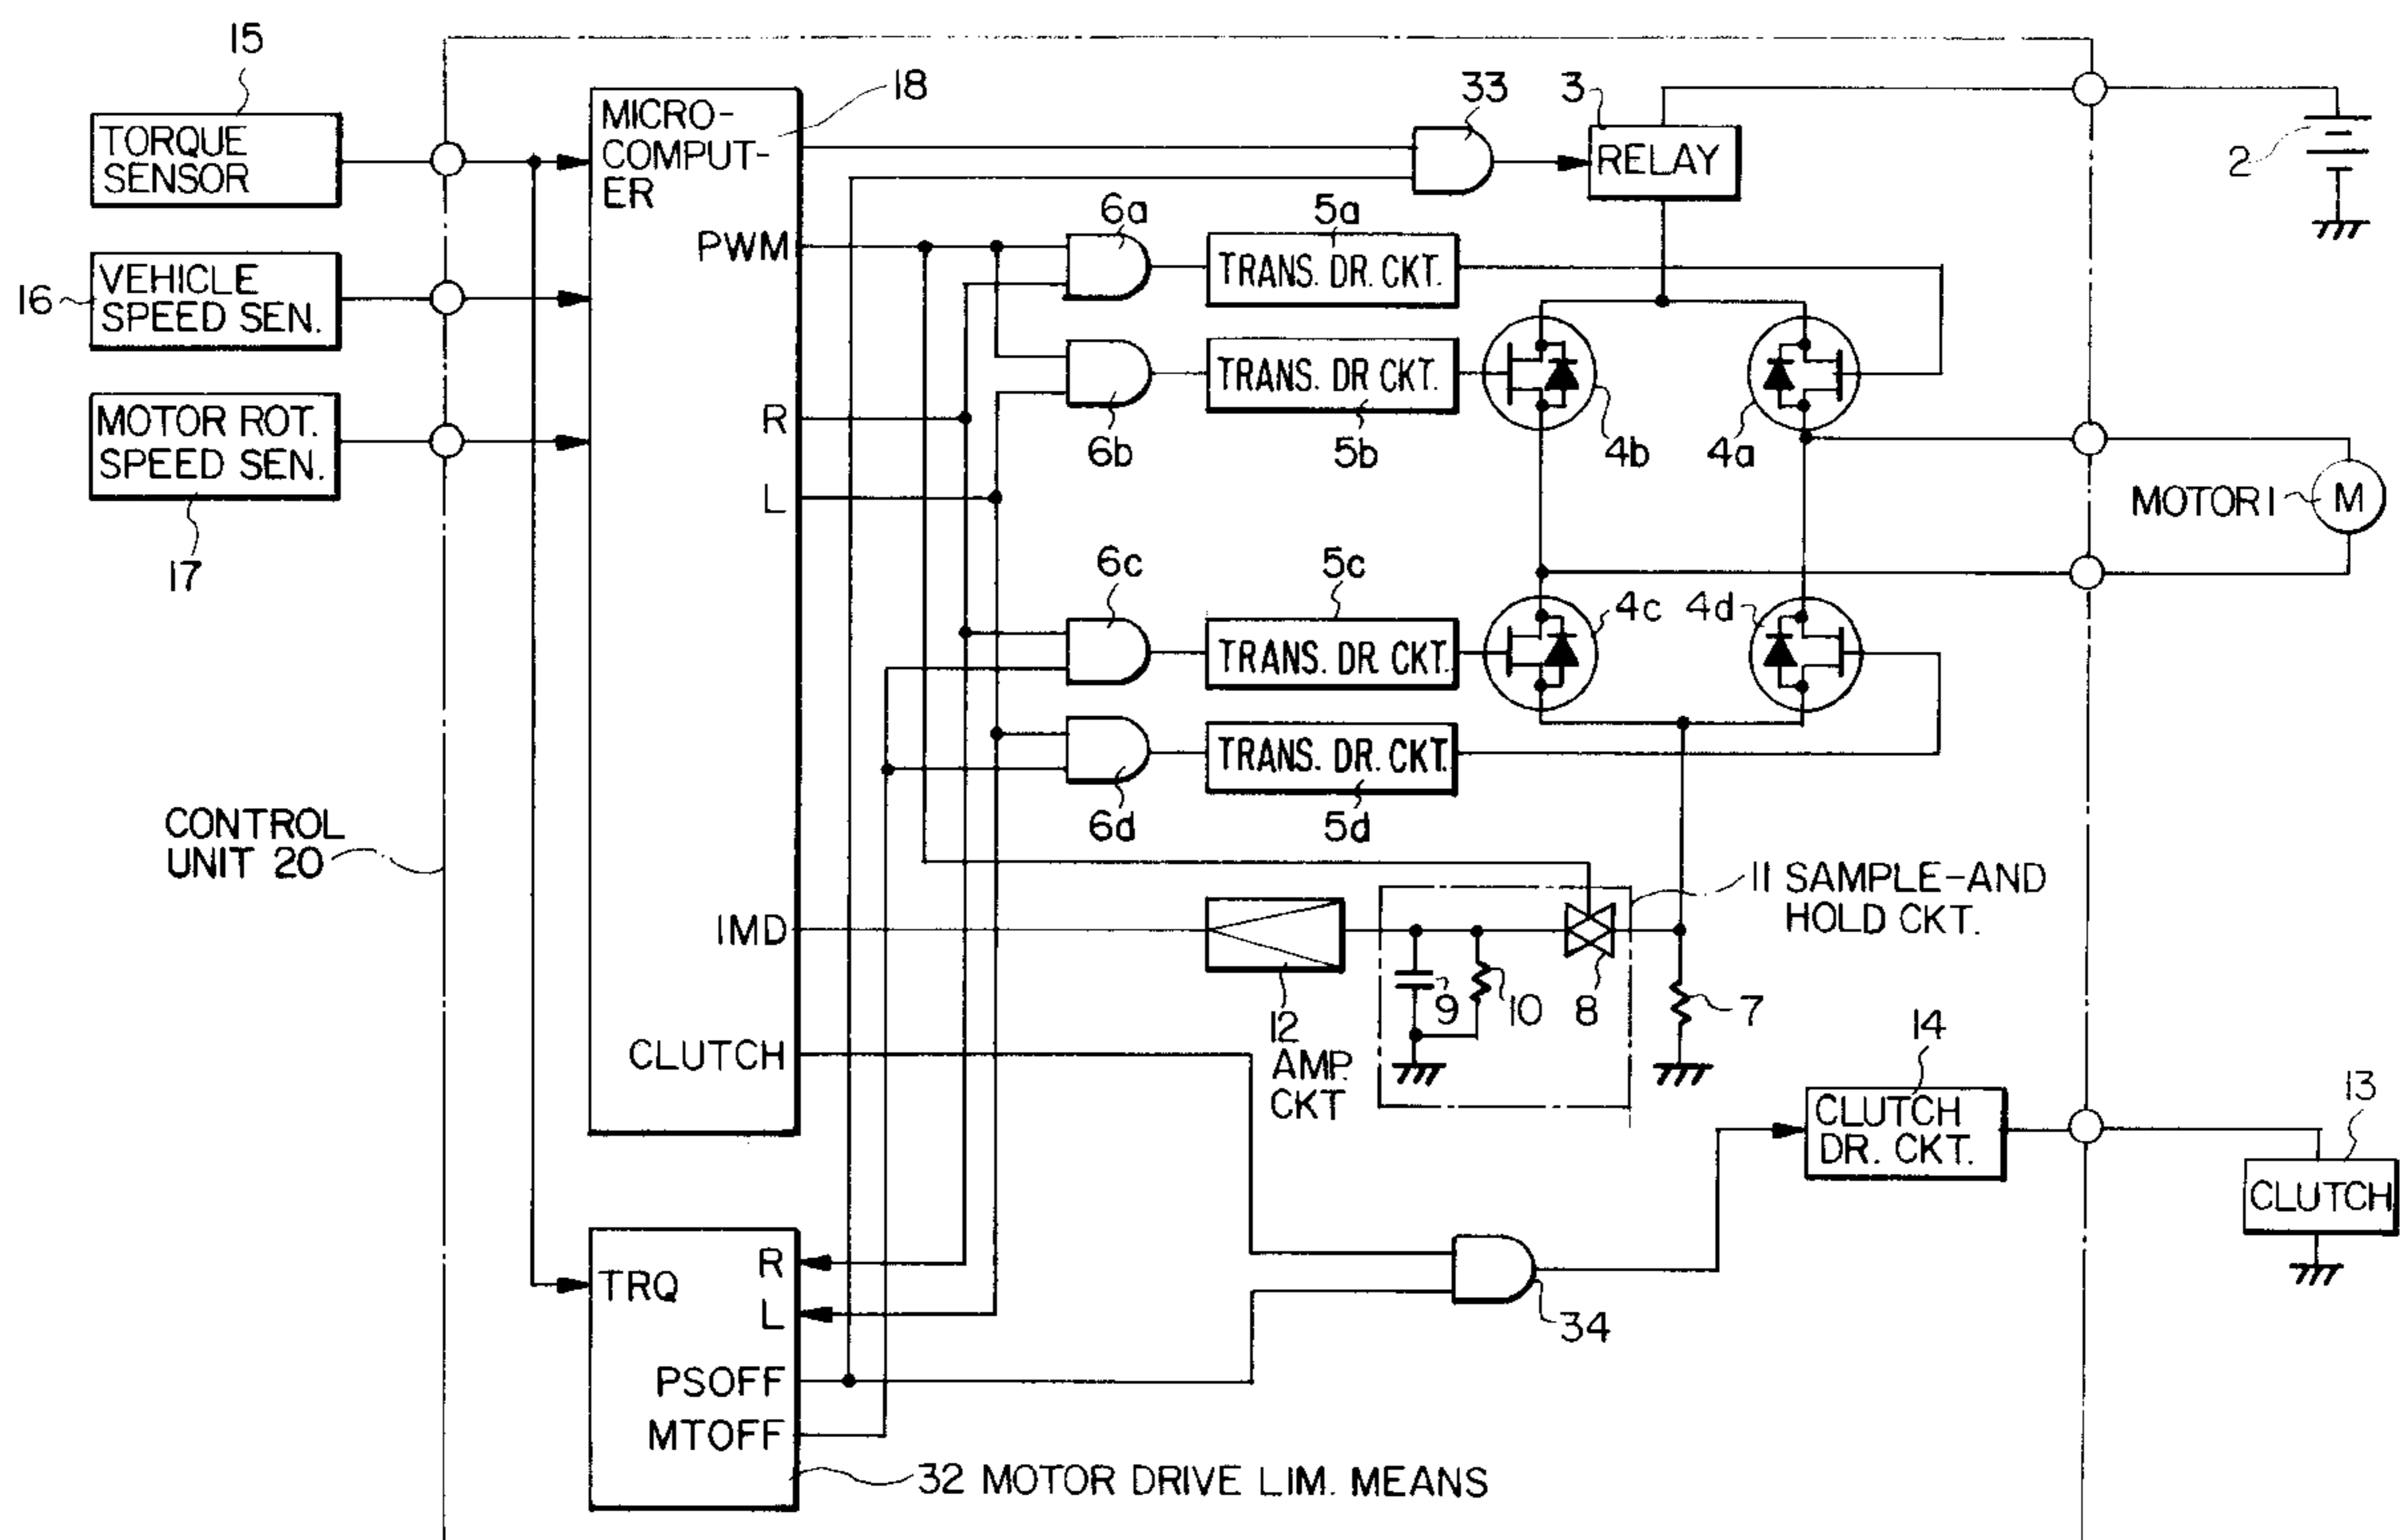 15
18
33
3
TORQUE
SENSOR
MICRO-
COMPUT-
ER
RELAY
2
6a
5a
TRANS. DR. CKT.
PWM
16
VEHICLE
SPEED SEN.
TRANS. DR CKT.
6b
5b
4b
4a
R
MOTOR ROT.
SPEED SEN.
L
MOTOR 1
M
17
6c
5c
4c
4d
TRANS. DR. CKT.
TRANS. DR. CKT.
6d
5d
CONTROL
UNIT 20
11 SAMPLE-AND
HOLD CKT.
IMD
9
10
8
7
12
AMP.
CKT
CLUTCH
14
CLUTCH
DR. CKT.
13
CLUTCH
R
TRQ
L
34
PSOFF
MTOFF
32 MOTOR DRIVE LIM. MEANS